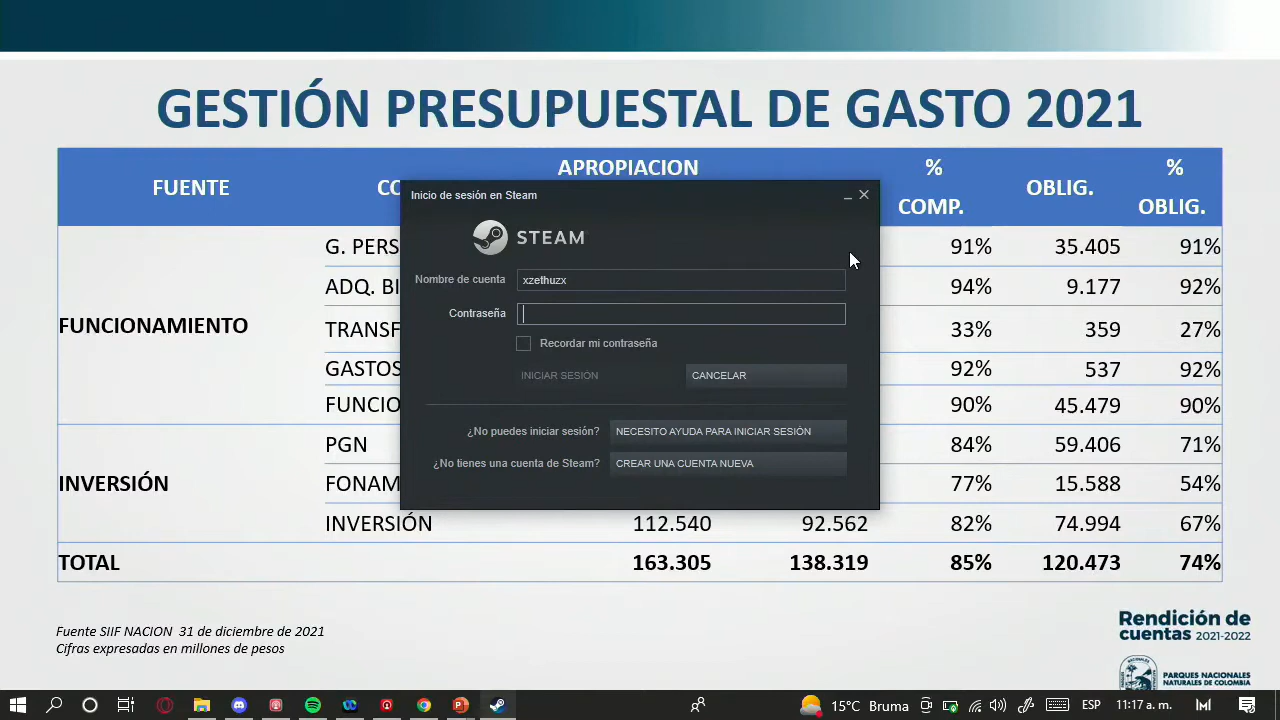 GESTIÓN PRESUPUESTAL DE GASTO 2021
FUENTE CO APROPIACION % COMP. OBLIG. % OBLIG.
FUNCIONAMIENTO
G. PERS 91% 35.405 91%
ADQ. BI 94% 9.177 92%
TRANSF 33% 359 27%
GASTOS 92% 537 92%
FUNCIO 90% 45.479 90%
INVERSIÓN
PGN 84% 59.406 71%
FONAM 77% 15.588 54%
INVERSIÓN 112.540 92.562 82% 74.994 67%
TOTAL 163.305 138.319 85% 120.473 74%
Inicio de sesión en Steam
STEAM
Nombre de cuenta xzethuzx
Contraseña
Recordar mi contraseña
INICIAR SESIÓN CANCELAR
¿No puedes iniciar sesión? NECESITO AYUDA PARA INICIAR SESIÓN
¿No tienes una cuenta de Steam? CREAR UNA CUENTA NUEVA
Fuente SIIF NACION 31 de diciembre de 2021
Cifras expresadas en millones de pesos
Rendición de
cuentas 2021-2022
PARQUES NACIONALES
NATURALES DE COLOMBIA
15°C Bruma ESP 11:17 a. m.